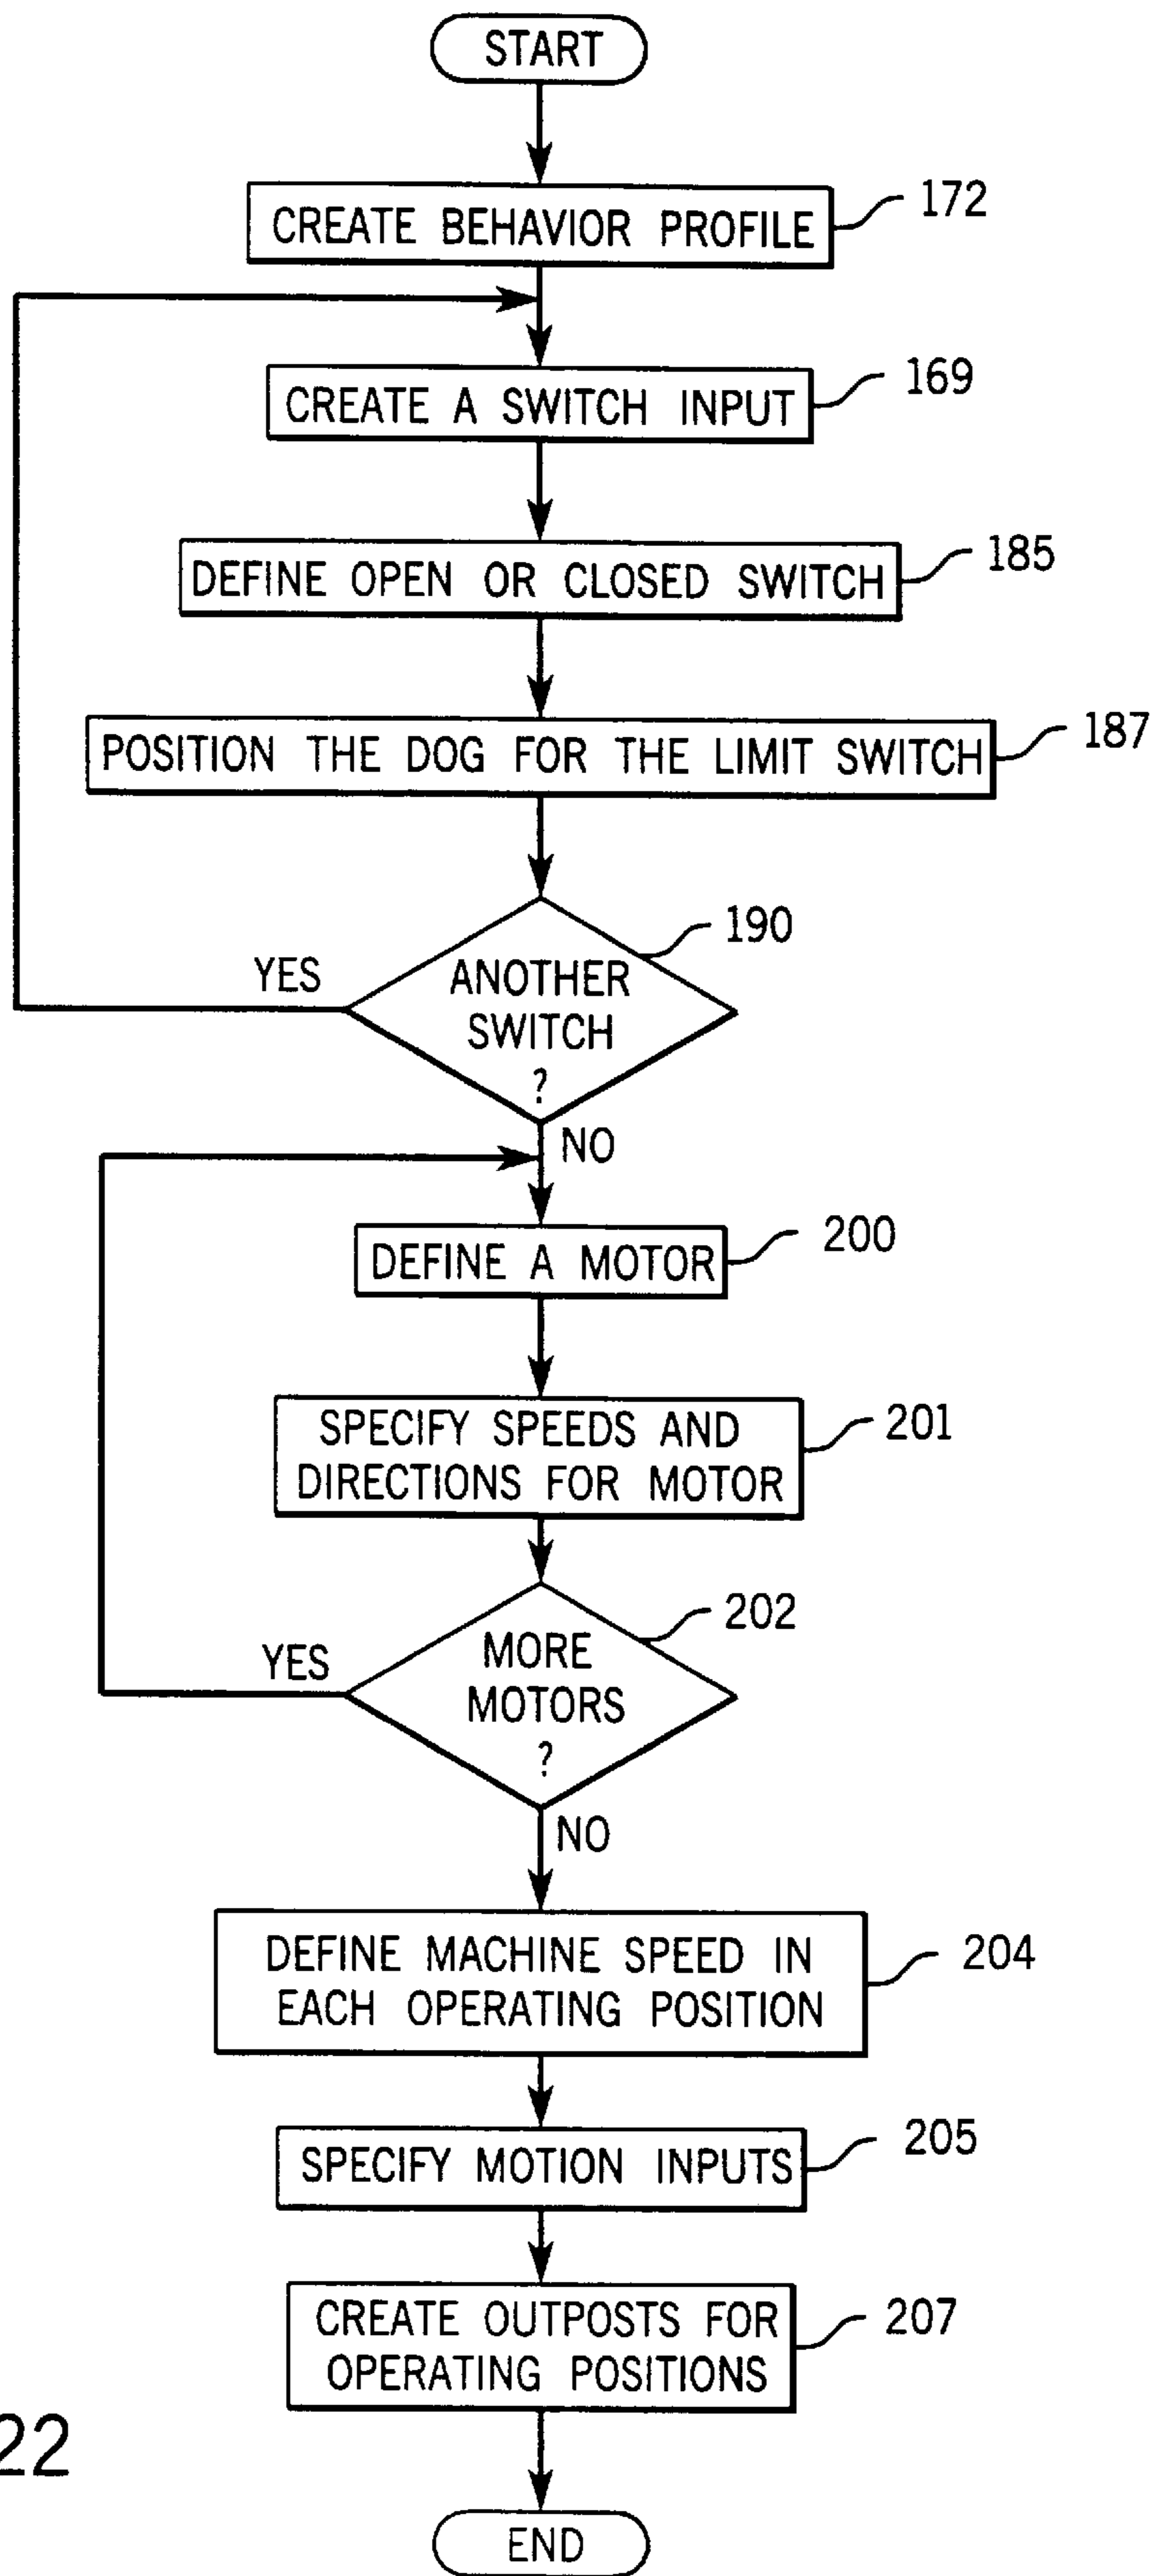 START
CREATE BEHAVIOR PROFILE
172
CREATE A SWITCH INPUT
169
DEFINE OPEN OR CLOSED SWITCH
185
POSITION THE DOG FOR THE LIMIT SWITCH
187
190
YES
ANOTHER
SWITCH
?
NO
DEFINE A MOTOR
200
SPECIFY SPEEDS AND
DIRECTIONS FOR MOTOR
201
202
YES
MORE
MOTORS
?
NO
DEFINE MACHINE SPEED IN
EACH OPERATING POSITION
204
SPECIFY MOTION INPUTS
205
CREATE OUTPOSTS FOR
OPERATING POSITIONS
207
22
END